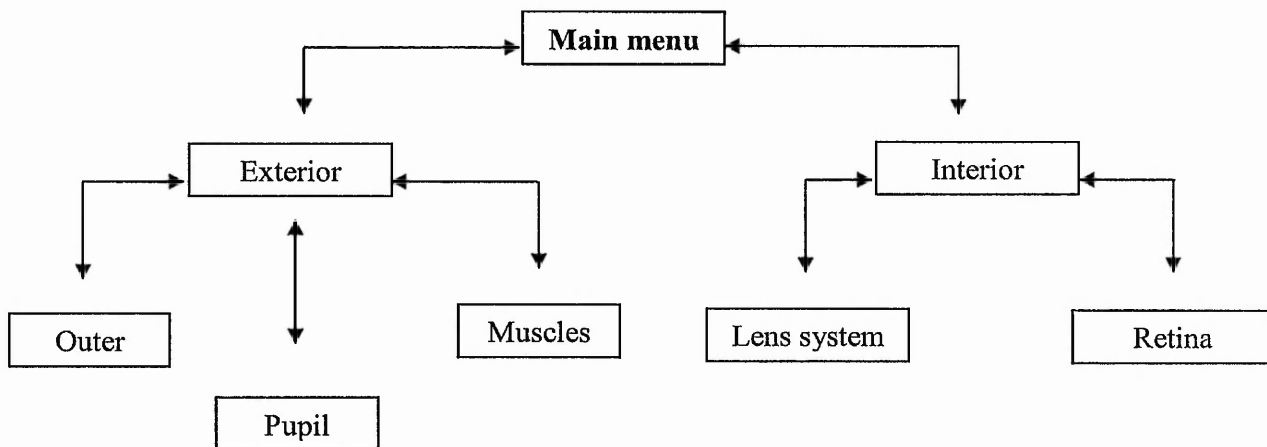 Main menu
Exterior
Interior
Outer
Muscles
Lens system
Retina
Pupil